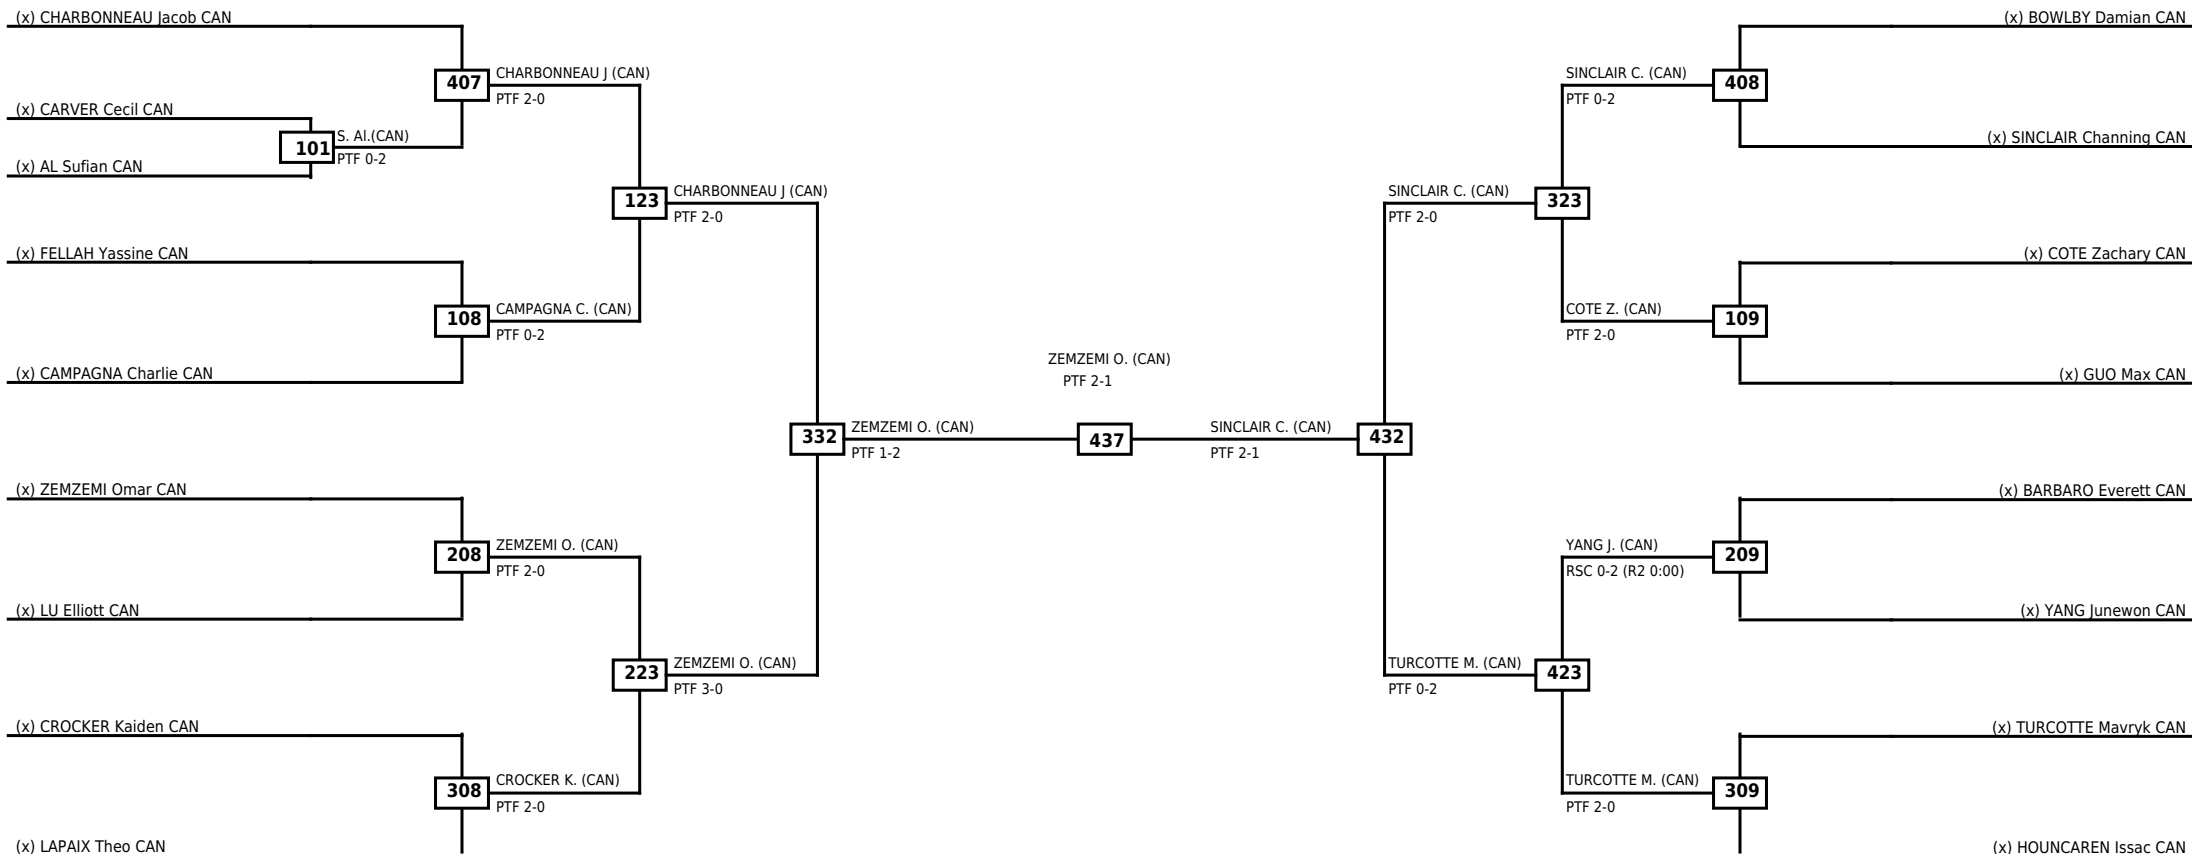 (x) CHARBONNEAU Jacob CAN
(x) BOWLBY Damian CAN
407
CHARBONNEAU J (CAN)
PTF 2-0
SINCLAIR C. (CAN)
PTF 0-2
408
(x) CARVER Cecil CAN
101
S. Al.(CAN)
PTF 0-2
(x) AL Sufian CAN
(x) SINCLAIR Channing CAN
123
CHARBONNEAU J (CAN)
PTF 2-0
SINCLAIR C. (CAN)
PTF 2-0
323
(x) FELLAH Yassine CAN
(x) COTE Zachary CAN
108
CAMPAGNA C. (CAN)
PTF 0-2
COTE Z. (CAN)
PTF 2-0
109
(x) CAMPAGNA Charlie CAN
(x) GUO Max CAN
ZEMZEMI O. (CAN)
PTF 2-1
332
ZEMZEMI O. (CAN)
PTF 1-2
437
SINCLAIR C. (CAN)
PTF 2-1
432
(x) ZEMZEMI Omar CAN
(x) BARBARO Everett CAN
208
ZEMZEMI O. (CAN)
PTF 2-0
YANG J. (CAN)
RSC 0-2 (R2 0:00)
209
(x) LU Elliott CAN
(x) YANG Junewon CAN
223
ZEMZEMI O. (CAN)
PTF 3-0
TURCOTTE M. (CAN)
PTF 0-2
423
(x) CROCKER Kaiden CAN
(x) TURCOTTE Mavryk CAN
308
CROCKER K. (CAN)
PTF 2-0
TURCOTTE M. (CAN)
PTF 2-0
309
(x) LAPAIX Theo CAN
(x) HOUNCAREN Issac CAN